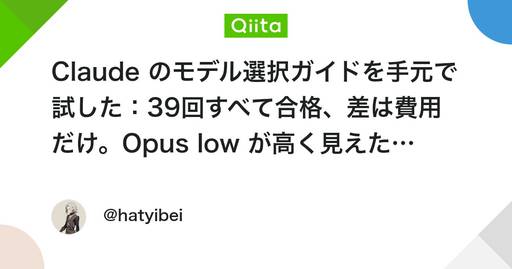 Qiita
Claude のモデル選択ガイドを手元で
試した：39回すべて合格、差は費用
だけ。Opus low が高く見えた…
@hatyibei